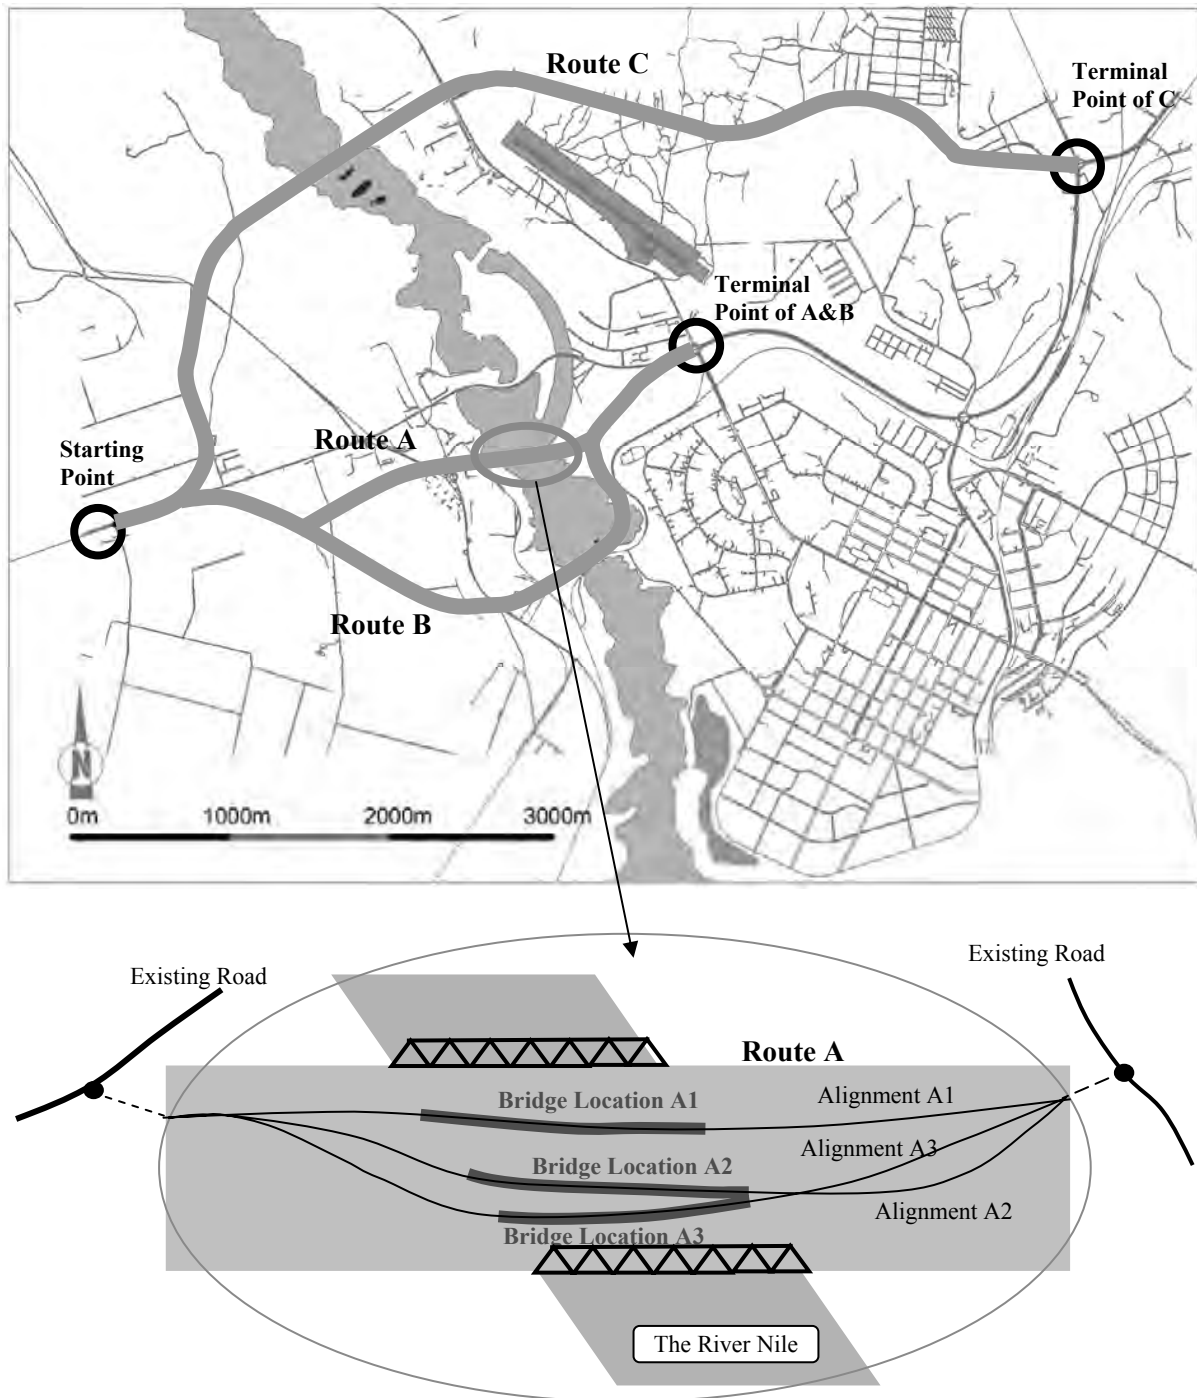 Route C
Terminal
Point of C
Terminal
Point of A&B
Route A
Starting
Point
Route B
N
0m 1000m 2000m 3000m
Existing Road
Existing Road
Route A
Bridge Location A1
Alignment A1
Alignment A3
Bridge Location A2
Alignment A2
Bridge Location A3
The River Nile